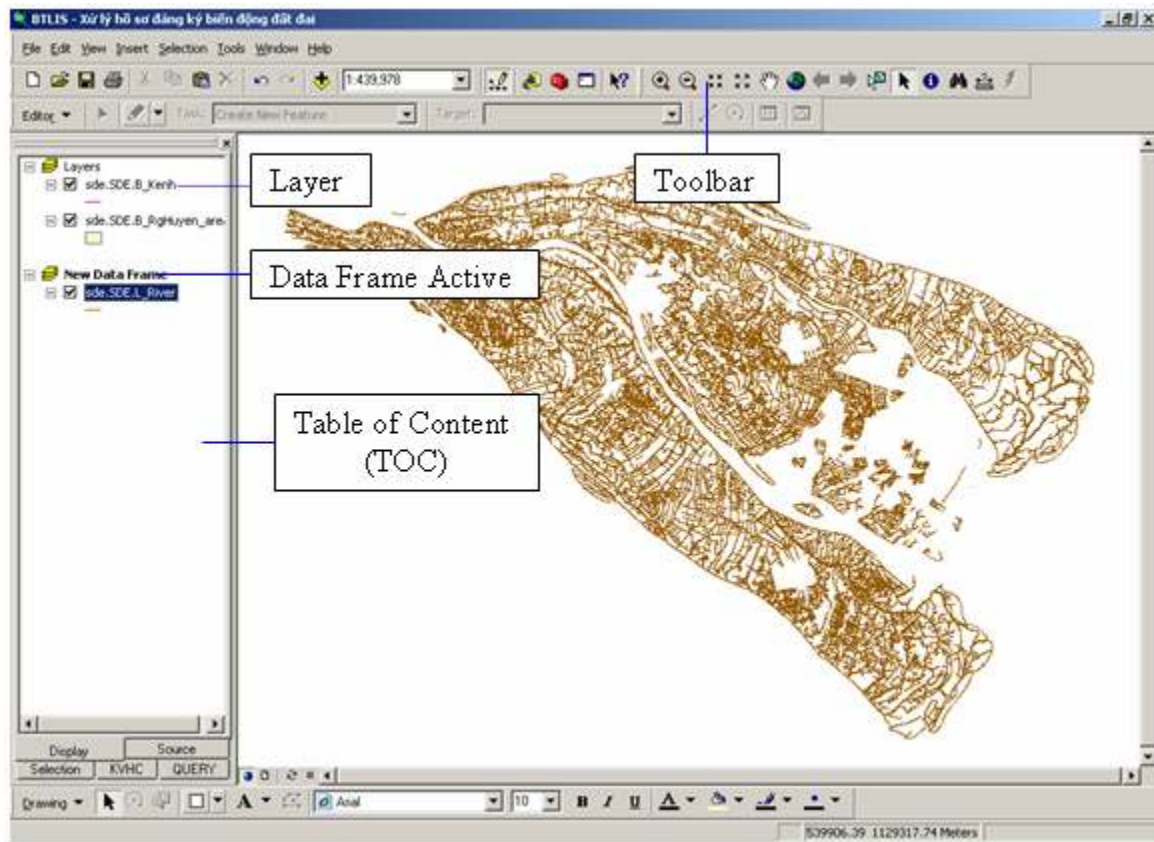 BTLIS - Xử lý hồ sơ đăng ký biến động đất đai
File Edit View Insert Selection Tools Window Help
1:439,978
Editor Task: Create New Feature Target:
Layers
sde.SDE.B_Kenh
sde.SDE.B_RgHuyen_are
New Data Frame
sde.SDE.L_River
Layer
Toolbar
Data Frame Active
Table of Content
(TOC)
Display Source
Selection KVHC QUERY
Drawing A Arial 10 B I U A
539906.39 1129317.74 Meters